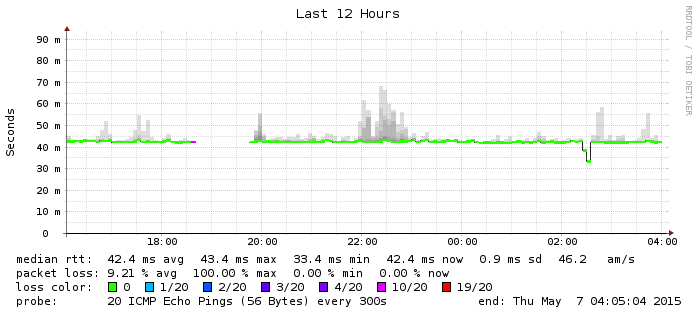 Last 12 Hours
RRDTOOL / TOBI OETIKER
Seconds
90 m
80 m
70 m
60 m
50 m
40 m
30 m
20 m
10 m
0
18:00 20:00 22:00 00:00 02:00 04:00
median rtt: 42.4 ms avg 43.4 ms max 33.4 ms min 42.4 ms now 0.9 ms sd 46.2 am/s
packet loss: 9.21 % avg 100.00 % max 0.00 % min 0.00 % now
loss color: 0 1/20 2/20 3/20 4/20 10/20 19/20
probe: 20 ICMP Echo Pings (56 Bytes) every 300s end: Thu May 7 04:05:04 2015